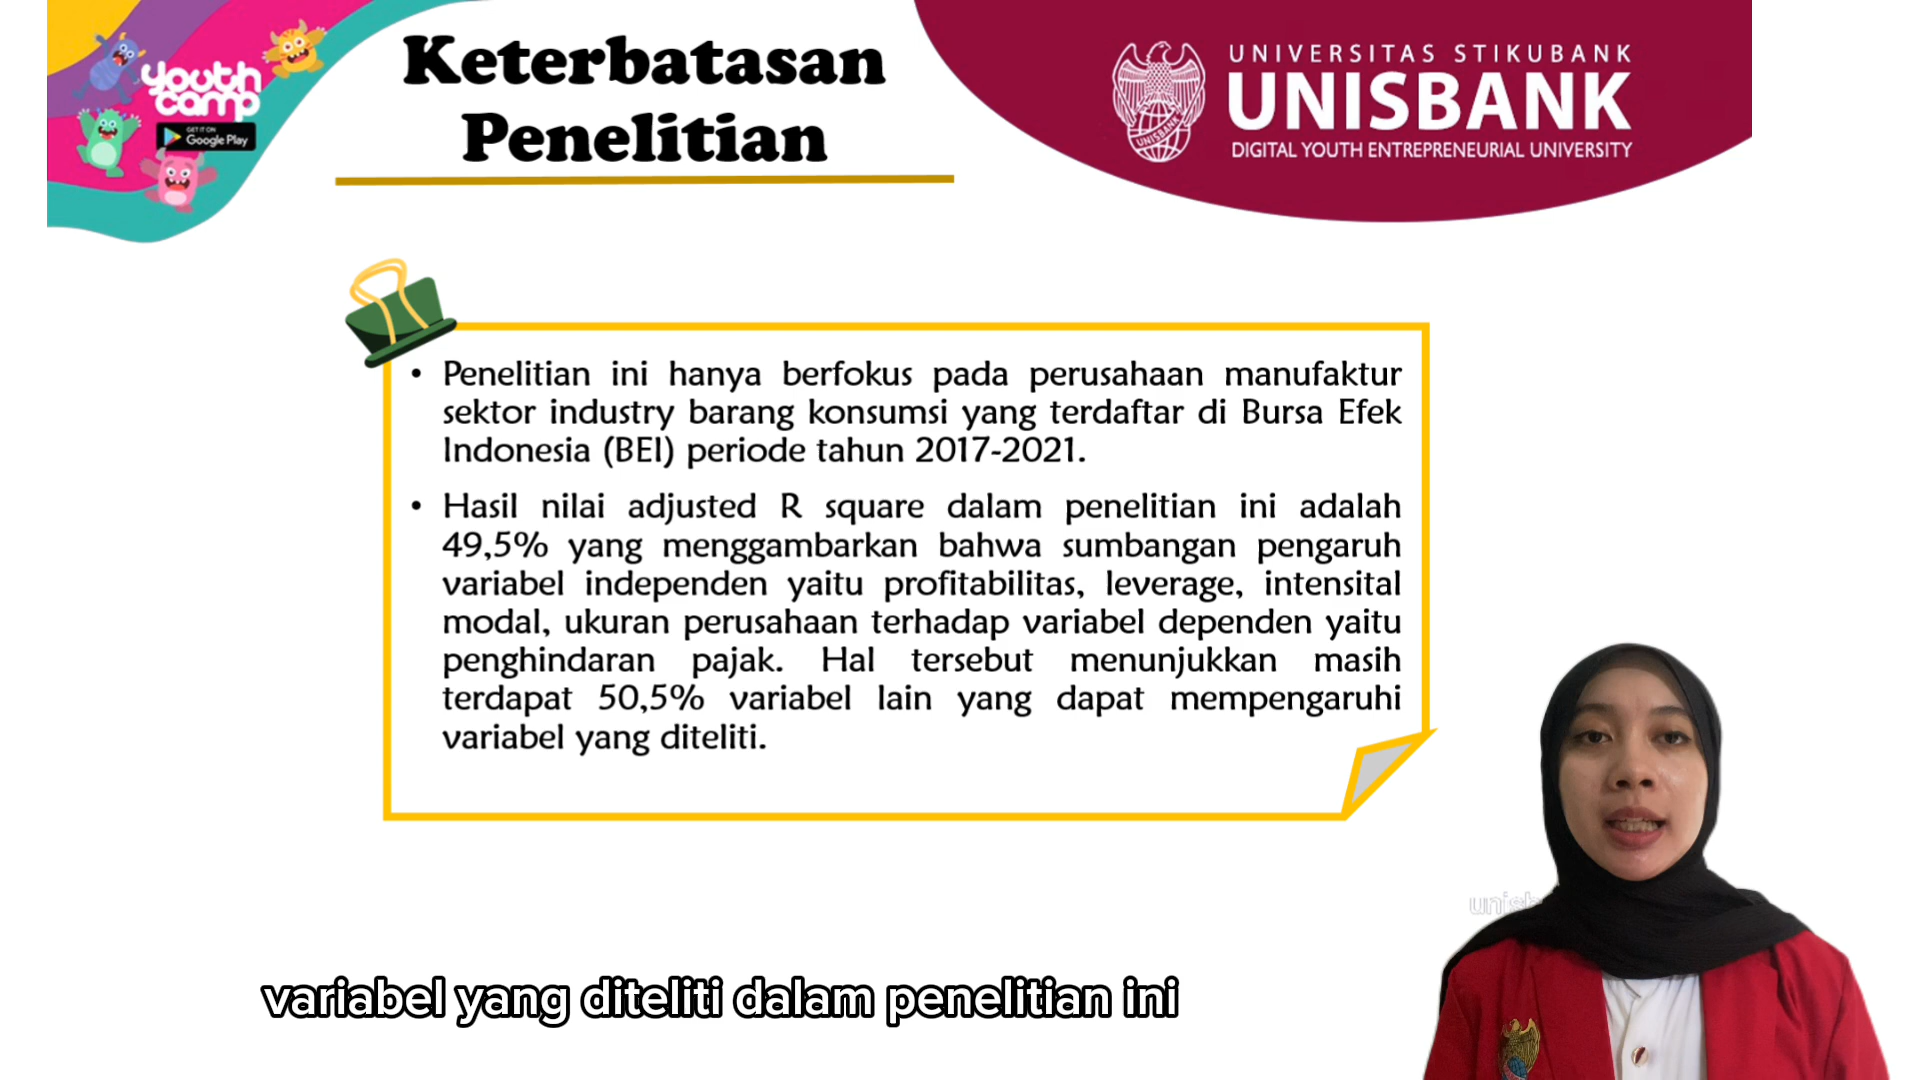 youth
camp
GET IT ON
Google Play
Keterbatasan
Penelitian
UNIVERSITAS STIKUBANK
UNISBANK
DIGITAL YOUTH ENTREPRENEURIAL UNIVERSITY
UNISBANK
• Penelitian ini hanya berfokus pada perusahaan manufaktur
sektor industry barang konsumsi yang terdaftar di Bursa Efek
Indonesia (BEI) periode tahun 2017-2021.
• Hasil nilai adjusted R square dalam penelitian ini adalah
49,5% yang menggambarkan bahwa sumbangan pengaruh
variabel independen yaitu profitabilitas, leverage, intensital
modal, ukuran perusahaan terhadap variabel dependen yaitu
penghindaran pajak. Hal tersebut menunjukkan masih
terdapat 50,5% variabel lain yang dapat mempengaruhi
variabel yang diteliti.
variabel yang diteliti dalam penelitian ini